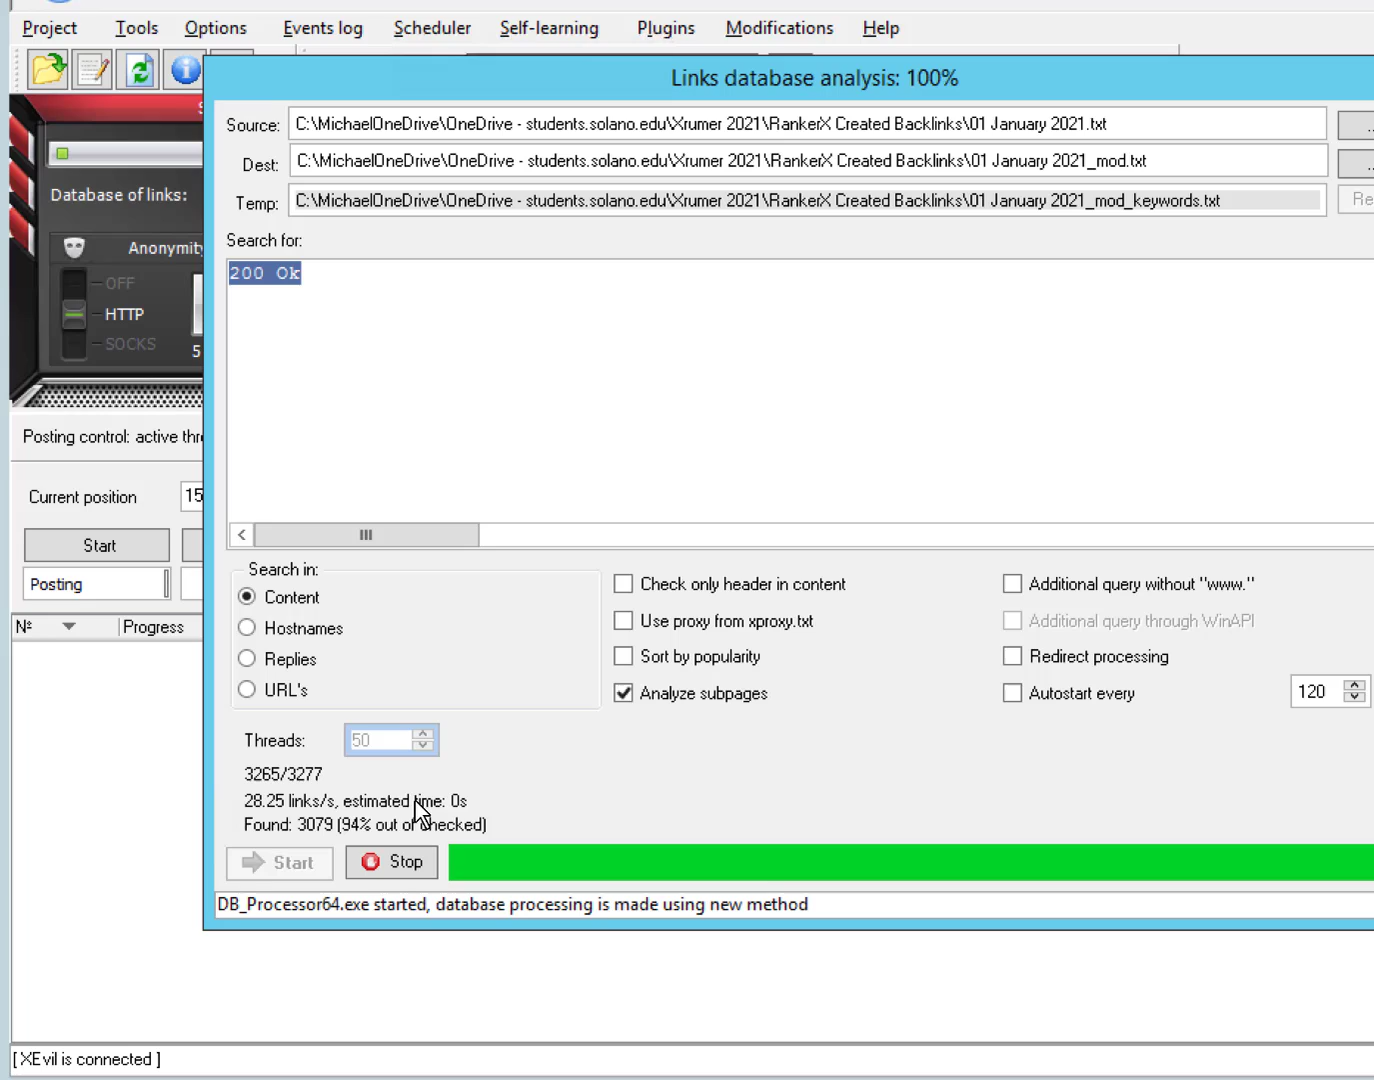 Project Tools Options Events log Scheduler Self-learning Plugins Modifications Help
Links database analysis: 100%
Source: C:\MichaelOneDrive\OneDrive - students.solano.edu\Xrumer 2021\RankerX Created Backlinks\01 January 2021.txt
Dest: C:\MichaelOneDrive\OneDrive - students.solano.edu\Xrumer 2021\RankerX Created Backlinks\01 January 2021_mod.txt
Temp: C:\MichaelOneDrive\OneDrive - students.solano.edu\Xrumer 2021\RankerX Created Backlinks\01 January 2021_mod_keywords.txt
Re
Search for:
200 Ok
Database of links:
Anonymity
OFF
HTTP
SOCKS
5
Posting control: active thre
Current position 15
Start
Posting
№ Progress
Search in:
Content
Hostnames
Replies
URL's
Check only header in content
Use proxy from xproxy.txt
Sort by popularity
Analyze subpages
Additional query without "www."
Additional query through WinAPI
Redirect processing
Autostart every 120
Threads: 50
3265/3277
28.25 links/s, estimated time: 0s
Found: 3079 (94% out of checked)
Start Stop
DB_Processor64.exe started, database processing is made using new method
[ XEvil is connected ]